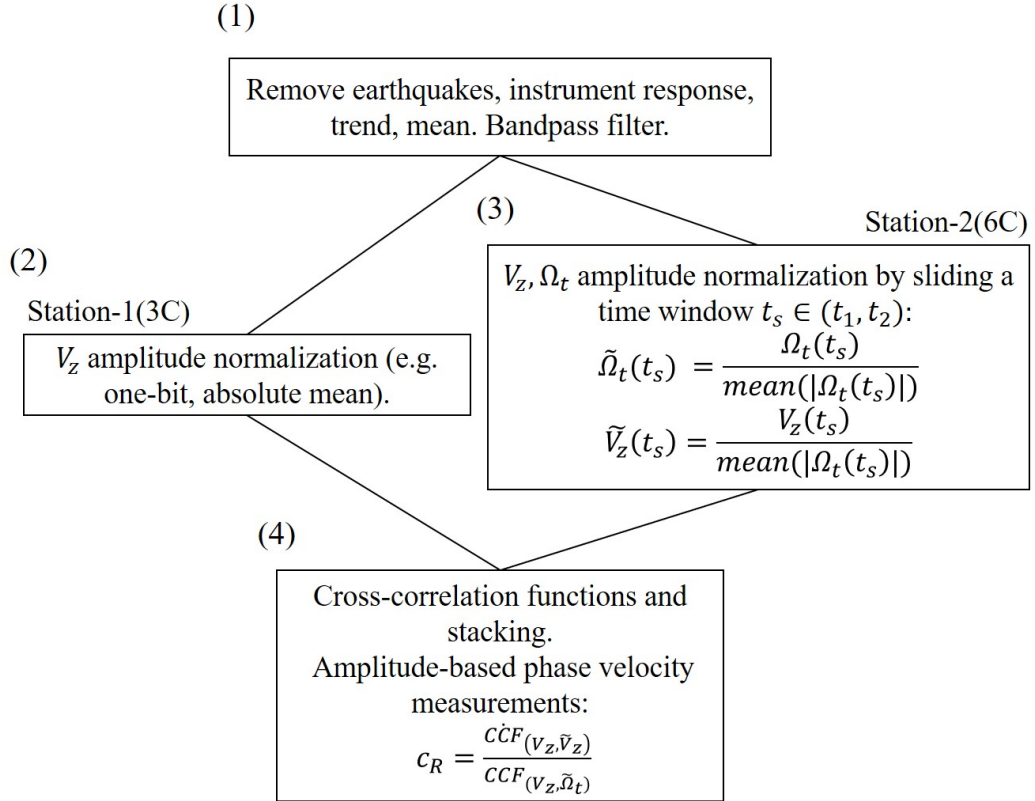 (1)
Remove earthquakes, instrument response,
trend, mean. Bandpass filter.
(2)
Station-1(3C)
V_z amplitude normalization (e.g.
one-bit, absolute mean).
(3)
Station-2(6C)
V_z, Ω_t amplitude normalization by sliding a
time window t_s ∈ (t_1, t_2):
Ω̃_t(t_s) = Ω_t(t_s) / mean(|Ω_t(t_s)|)
Ṽ_z(t_s) = V_z(t_s) / mean(|Ω_t(t_s)|)
(4)
Cross-correlation functions and
stacking.
Amplitude-based phase velocity
measurements:
c_R = CĊF_(V_z,Ṽ_z) / CCF_(V_z,Ω̃_t)